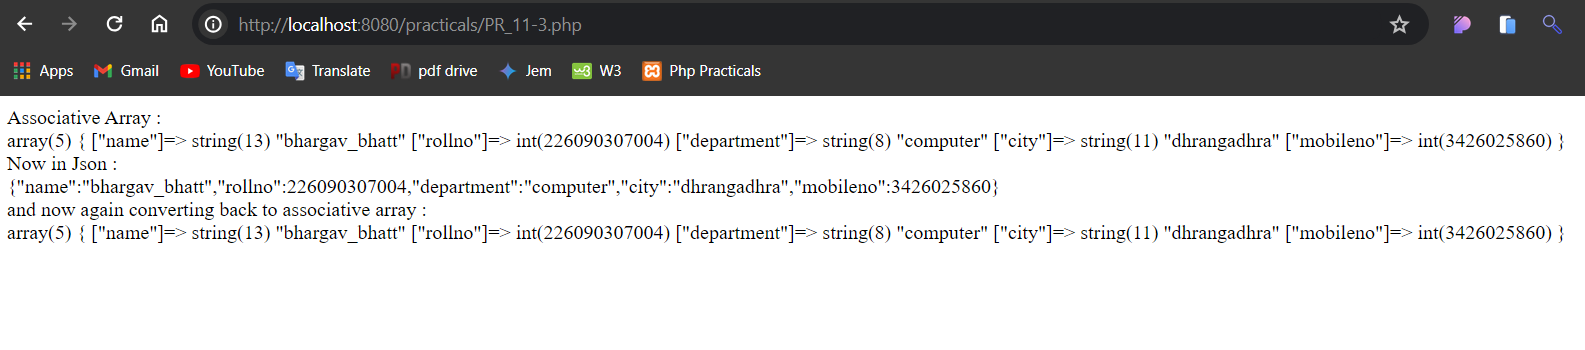 http://localhost:8080/practicals/PR_11-3.php
Apps Gmail YouTube Translate pdf drive Jem W3 Php Practicals
Associative Array :
array(5) { ["name"]=> string(13) "bhargav_bhatt" ["rollno"]=> int(226090307004) ["department"]=> string(8) "computer" ["city"]=> string(11) "dhrangadhra" ["mobileno"]=> int(3426025860) }
Now in Json :
{"name":"bhargav_bhatt","rollno":226090307004,"department":"computer","city":"dhrangadhra","mobileno":3426025860}
and now again converting back to associative array :
array(5) { ["name"]=> string(13) "bhargav_bhatt" ["rollno"]=> int(226090307004) ["department"]=> string(8) "computer" ["city"]=> string(11) "dhrangadhra" ["mobileno"]=> int(3426025860) }